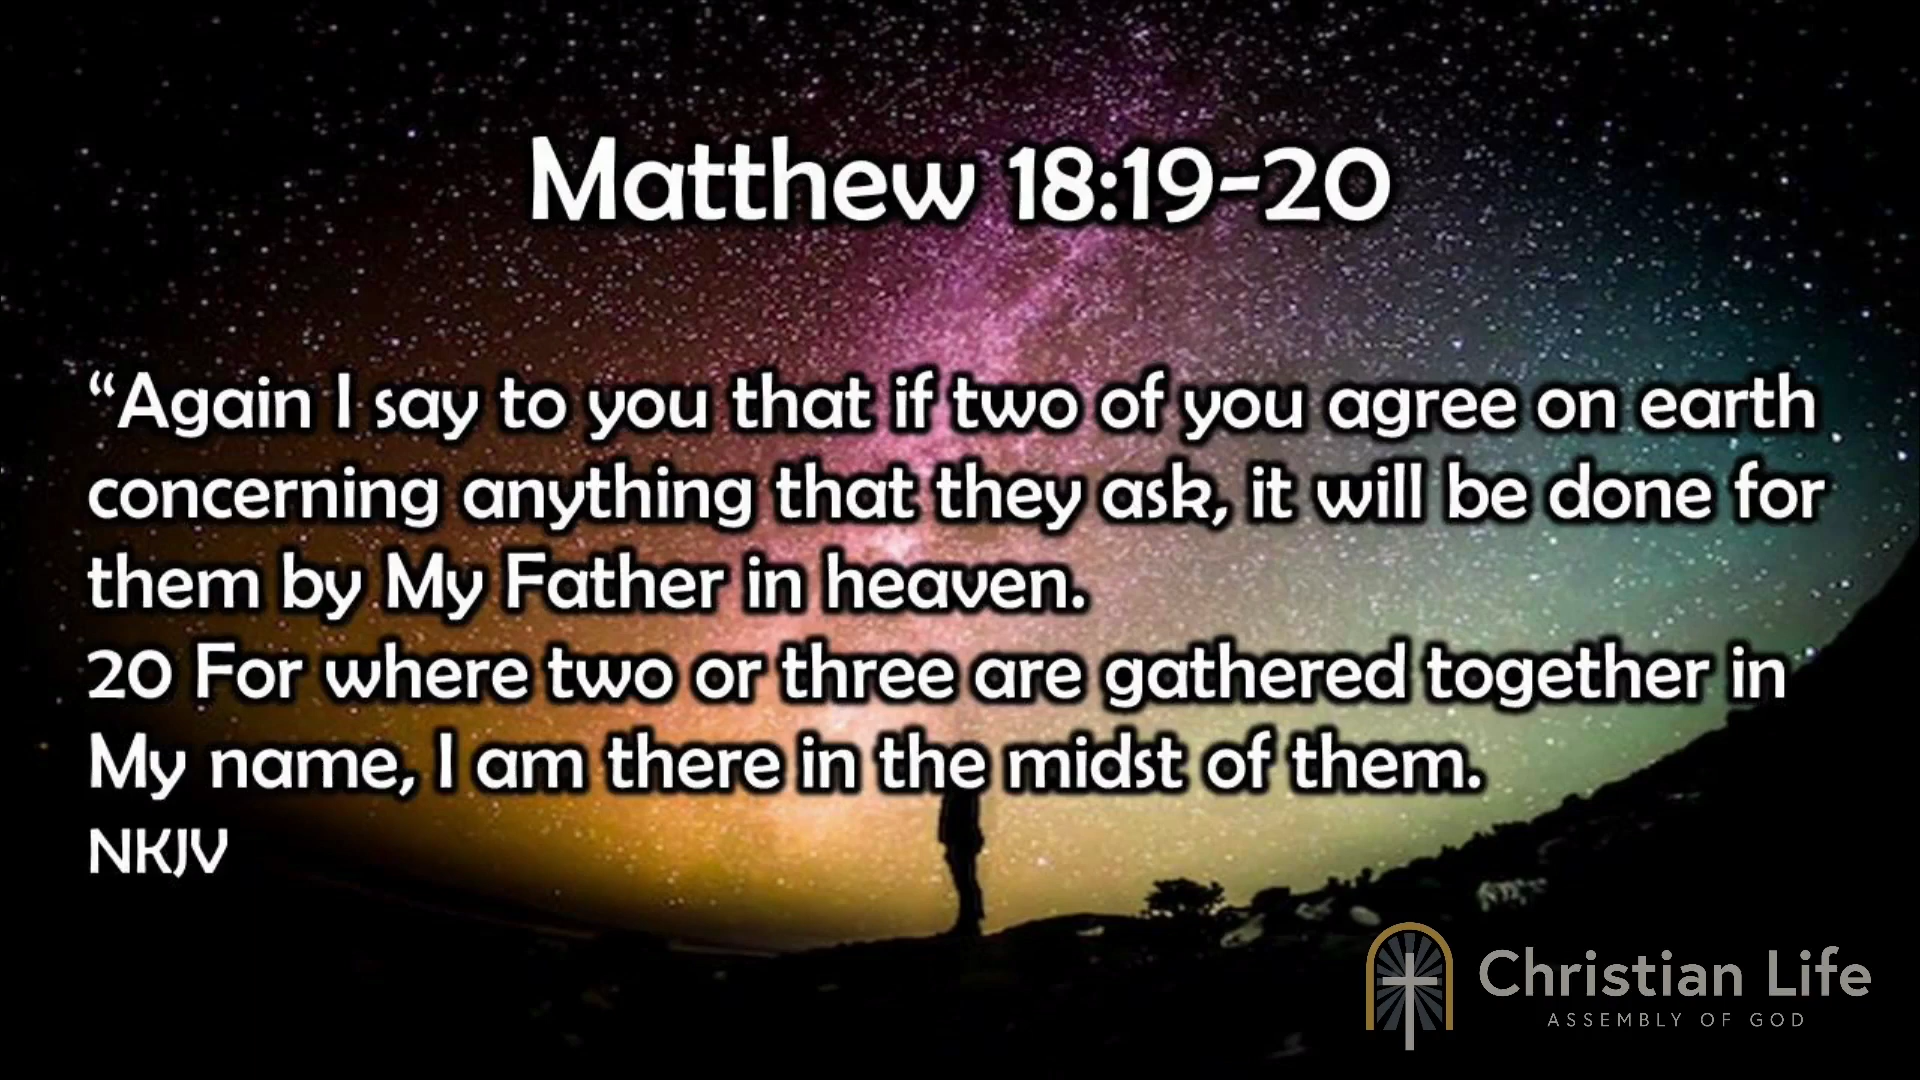 Matthew 18:19-20
“Again I say to you that if two of you agree on earth
concerning anything that they ask, it will be done for
them by My Father in heaven.
20 For where two or three are gathered together in
My name, I am there in the midst of them.
NKJV
Christian Life
ASSEMBLY OF GOD